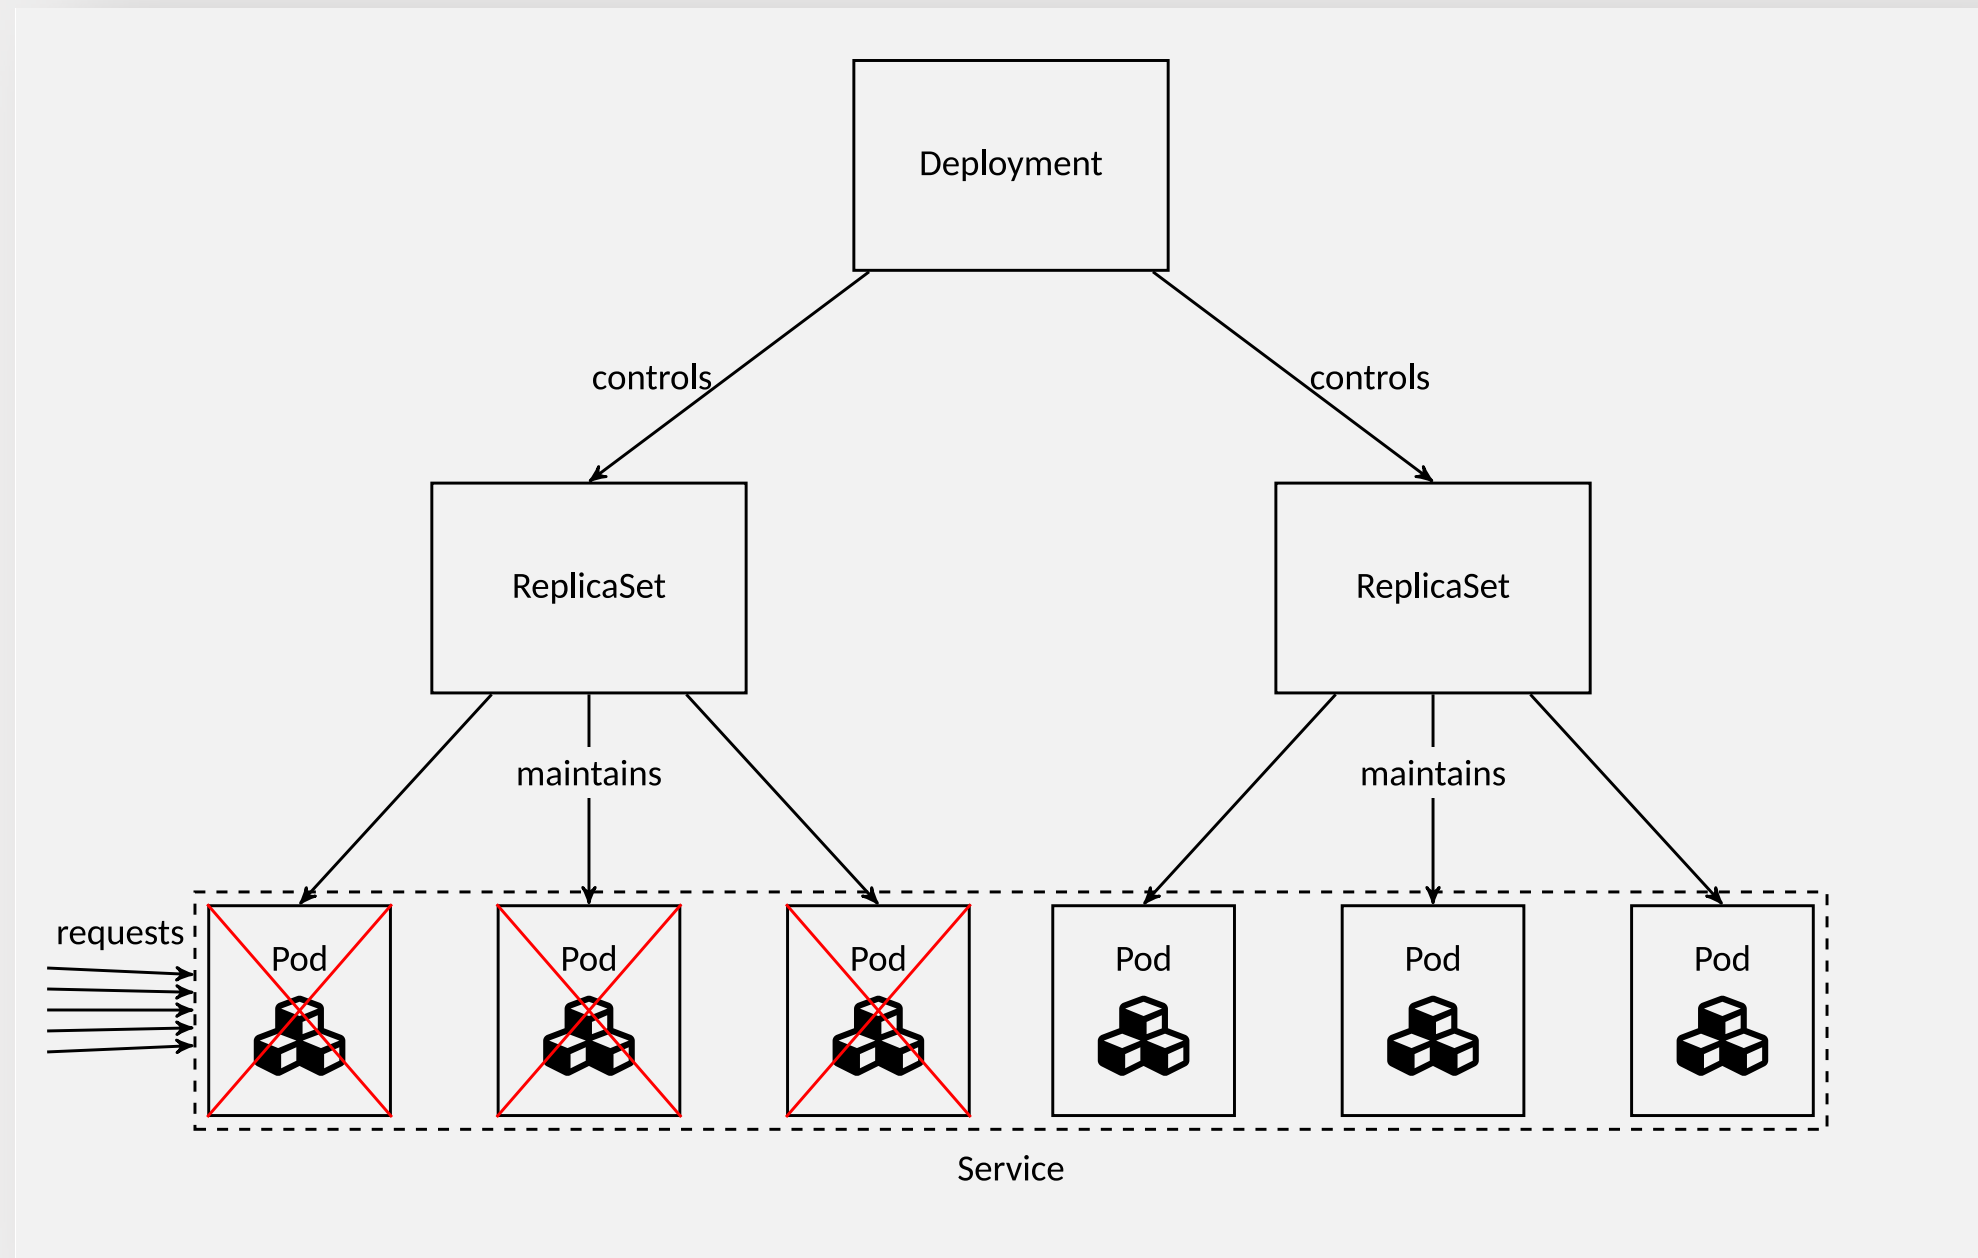 Deployment
controls
controls
ReplicaSet
ReplicaSet
maintains
maintains
requests
Pod
Pod
Pod
Pod
Pod
Pod
Service